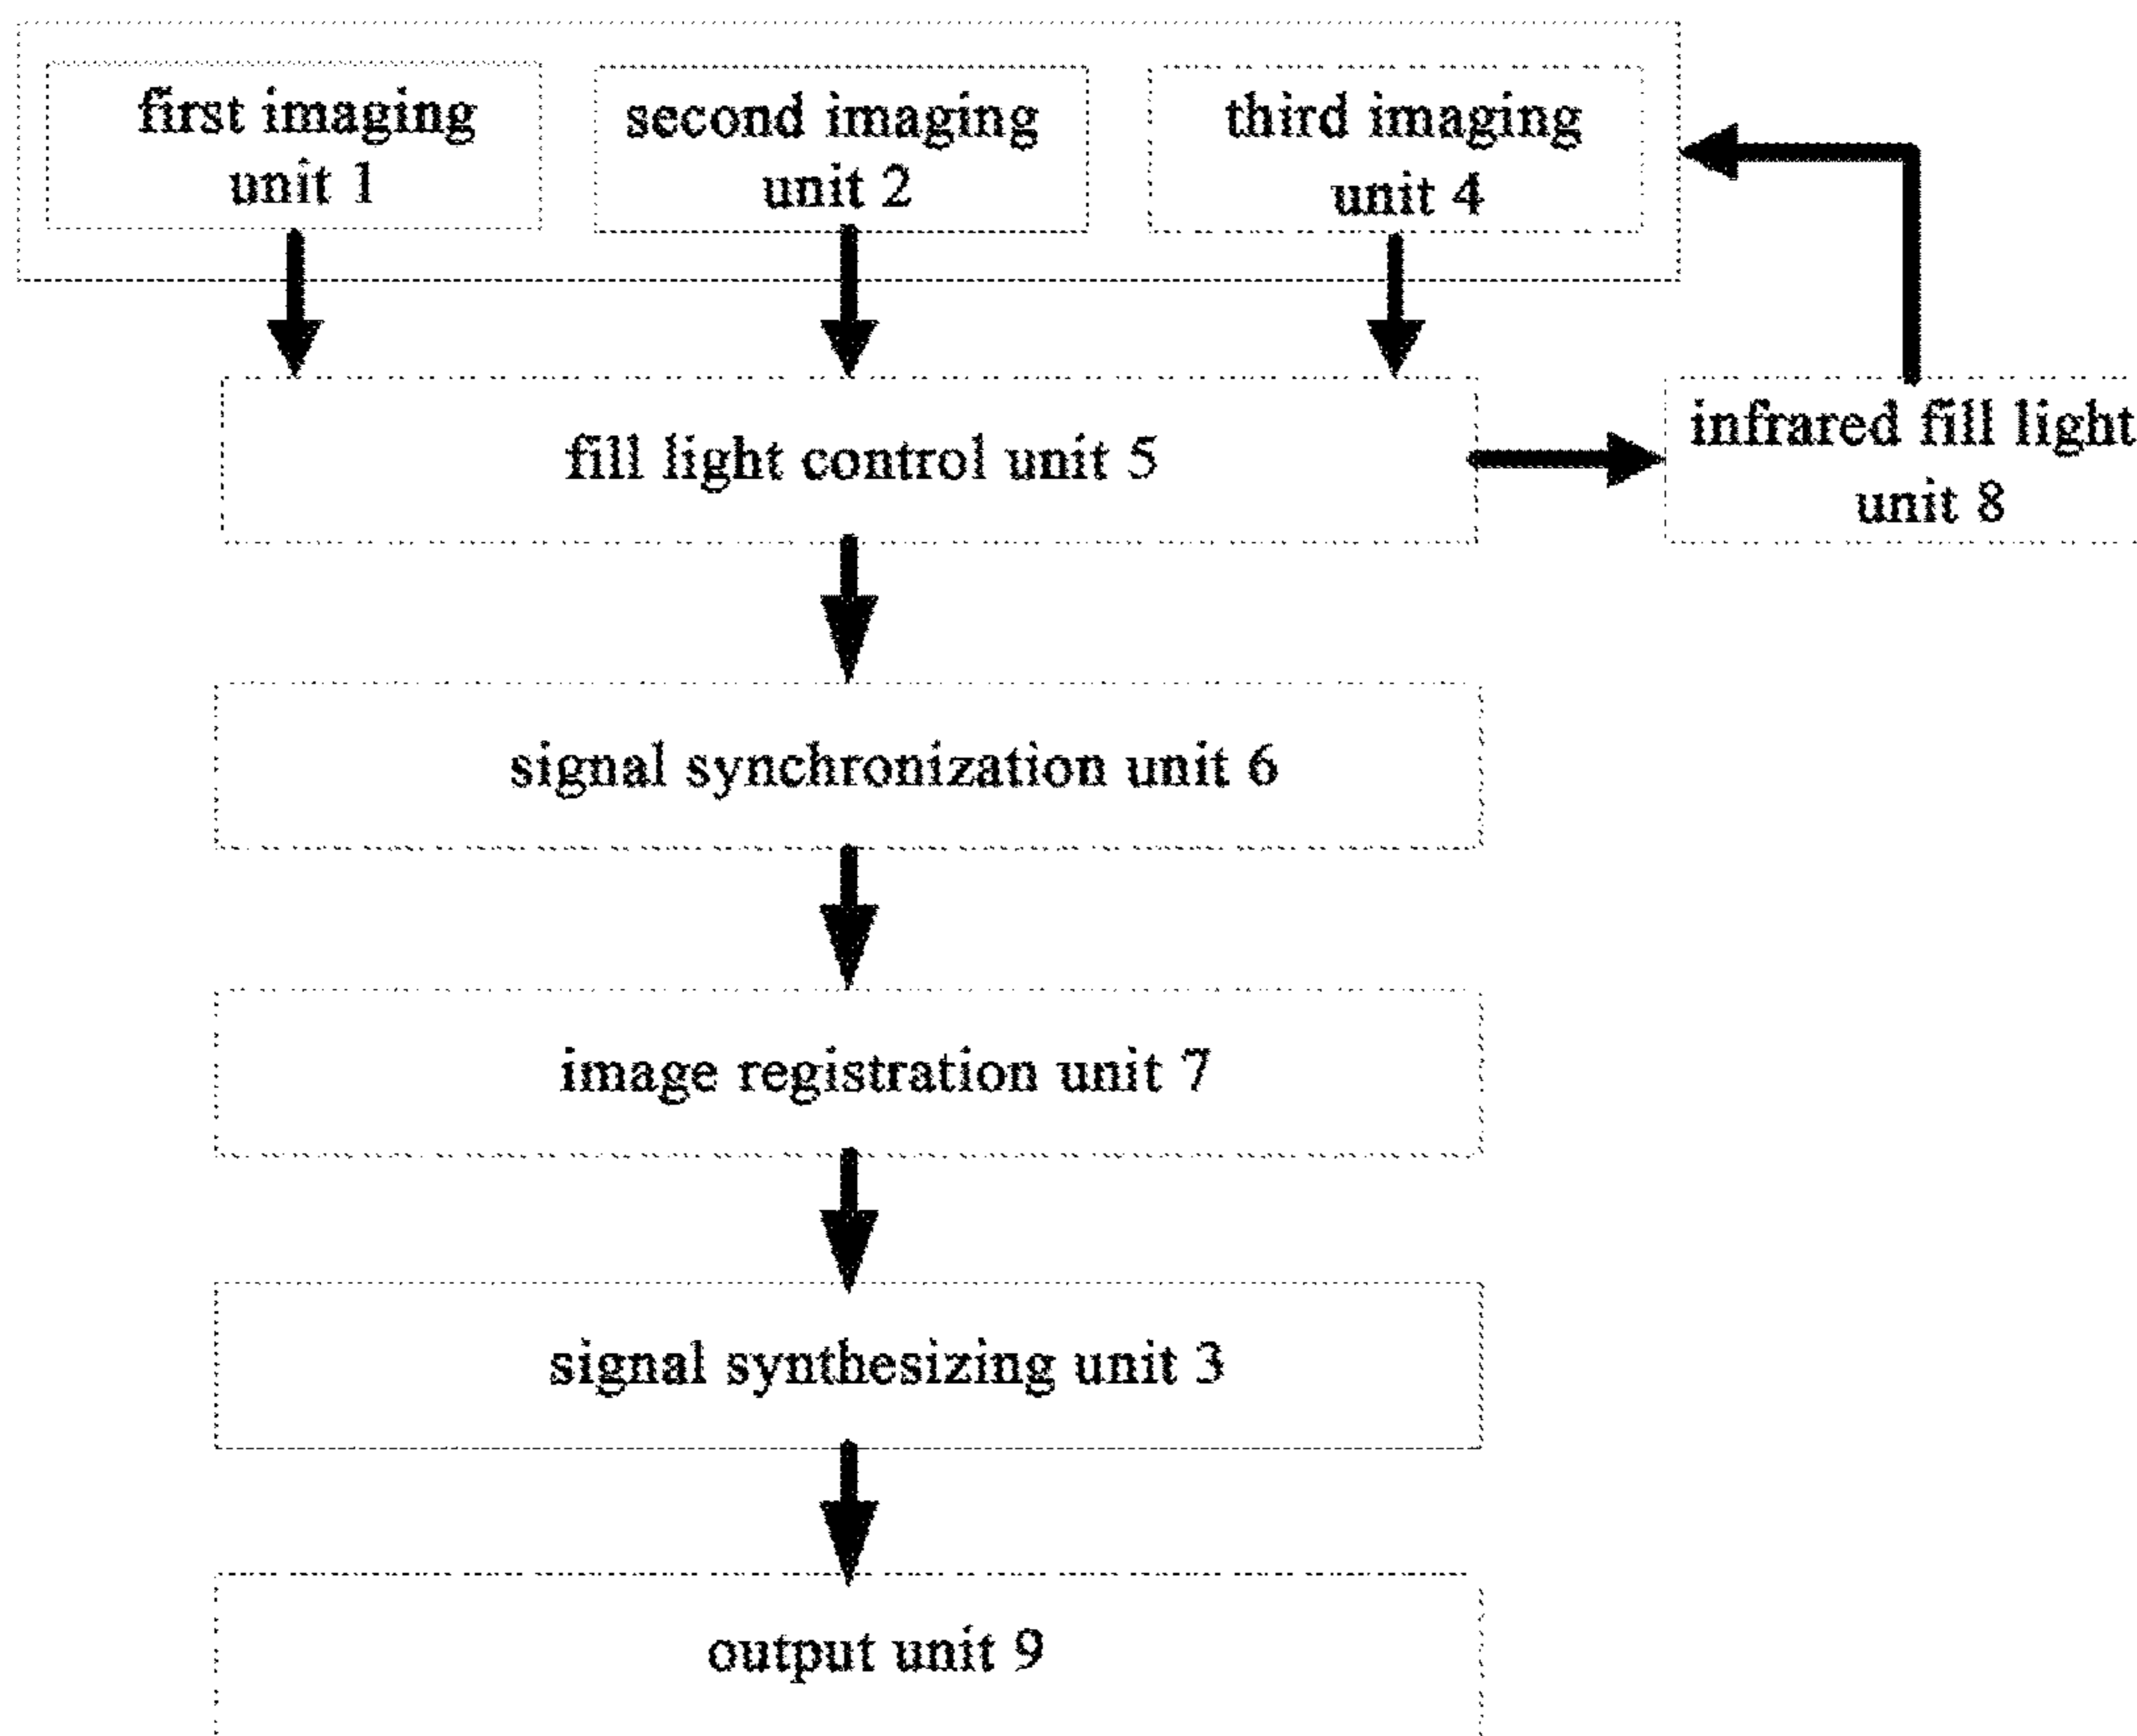 first imaging
unit 1
second imaging
unit 2
third imaging
unit 4
fill light control unit 5
infrared fill light
unit 8
signal synchronization unit 6
image registration unit 7
signal synthesizing unit 3
output unit 9